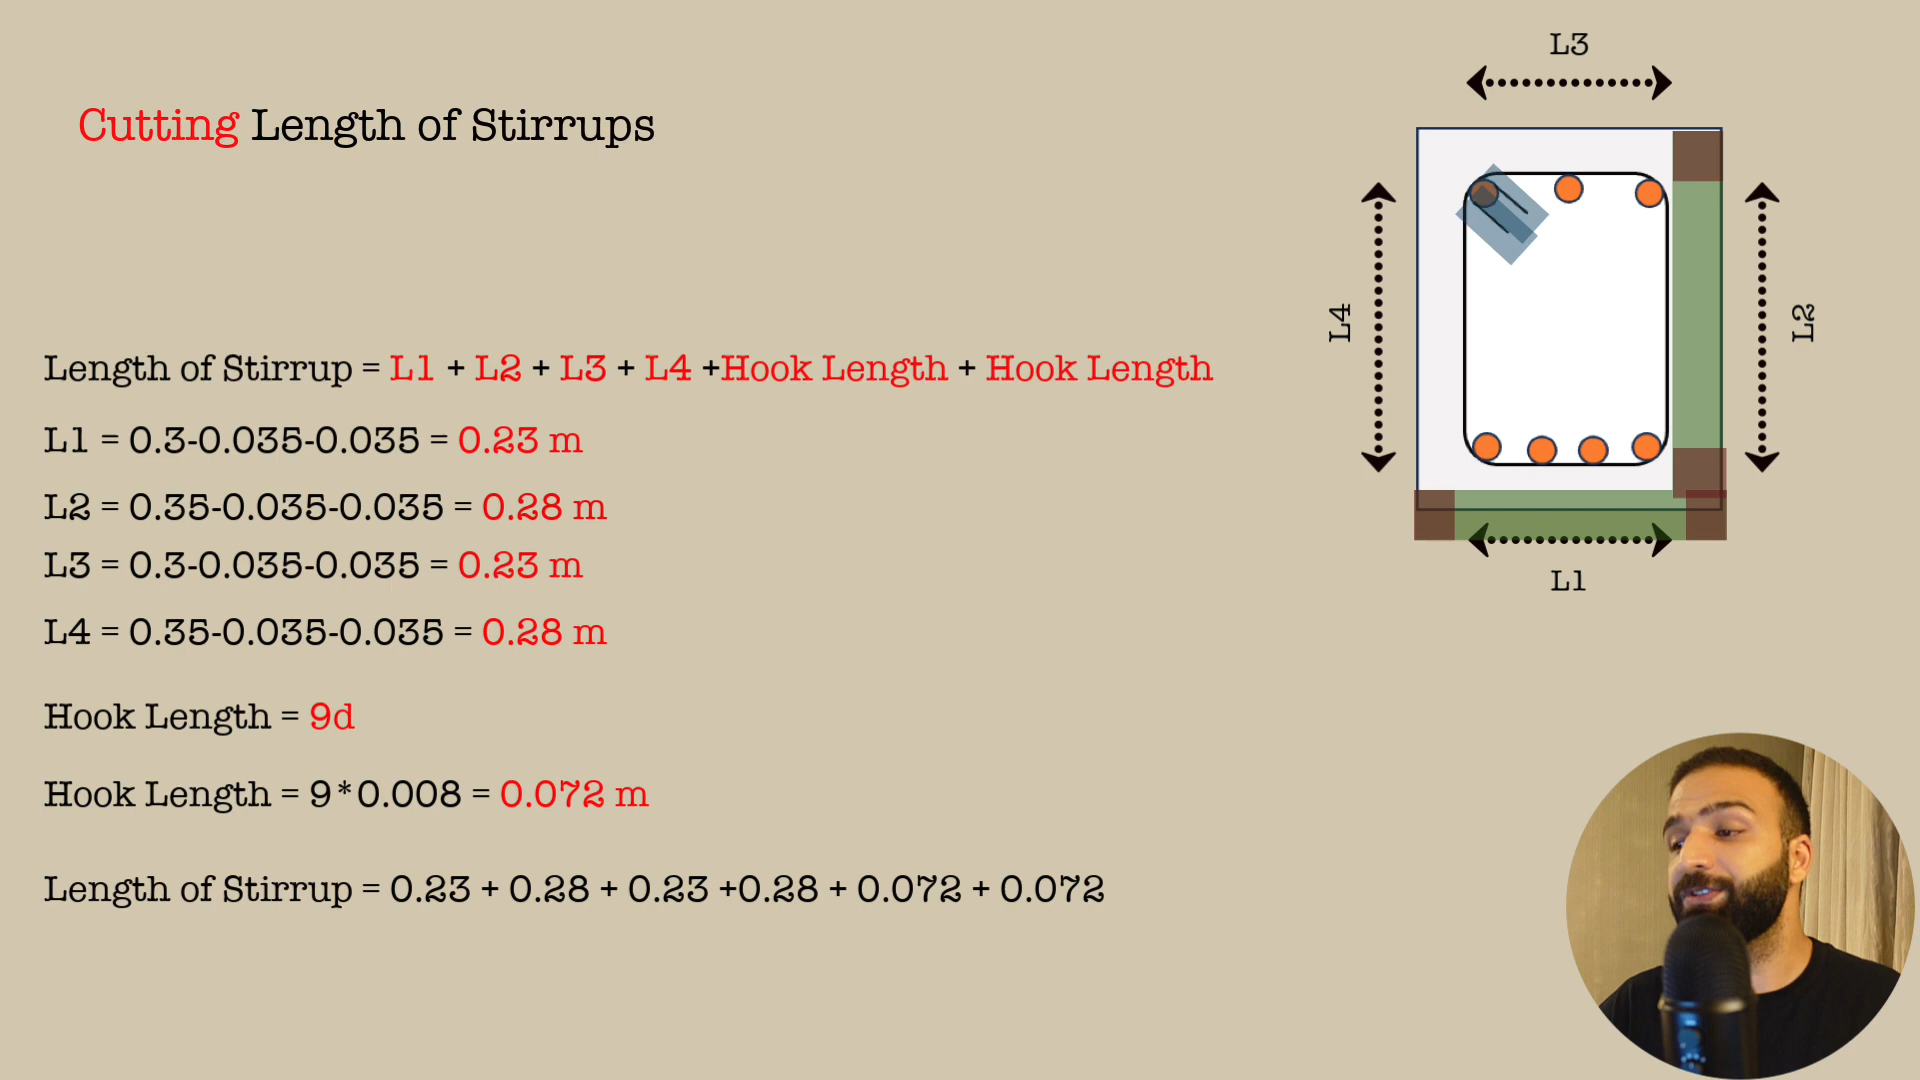 Cutting Length of Stirrups
Length of Stirrup = L1 + L2 + L3 + L4 +Hook Length + Hook Length
L1 = 0.3-0.035-0.035 = 0.23 m
L2 = 0.35-0.035-0.035 = 0.28 m
L3 = 0.3-0.035-0.035 = 0.23 m
L4 = 0.35-0.035-0.035 = 0.28 m
Hook Length = 9d
Hook Length = 9*0.008 = 0.072 m
Length of Stirrup = 0.23 + 0.28 + 0.23 +0.28 + 0.072 + 0.072
L3
L4
L2
L1